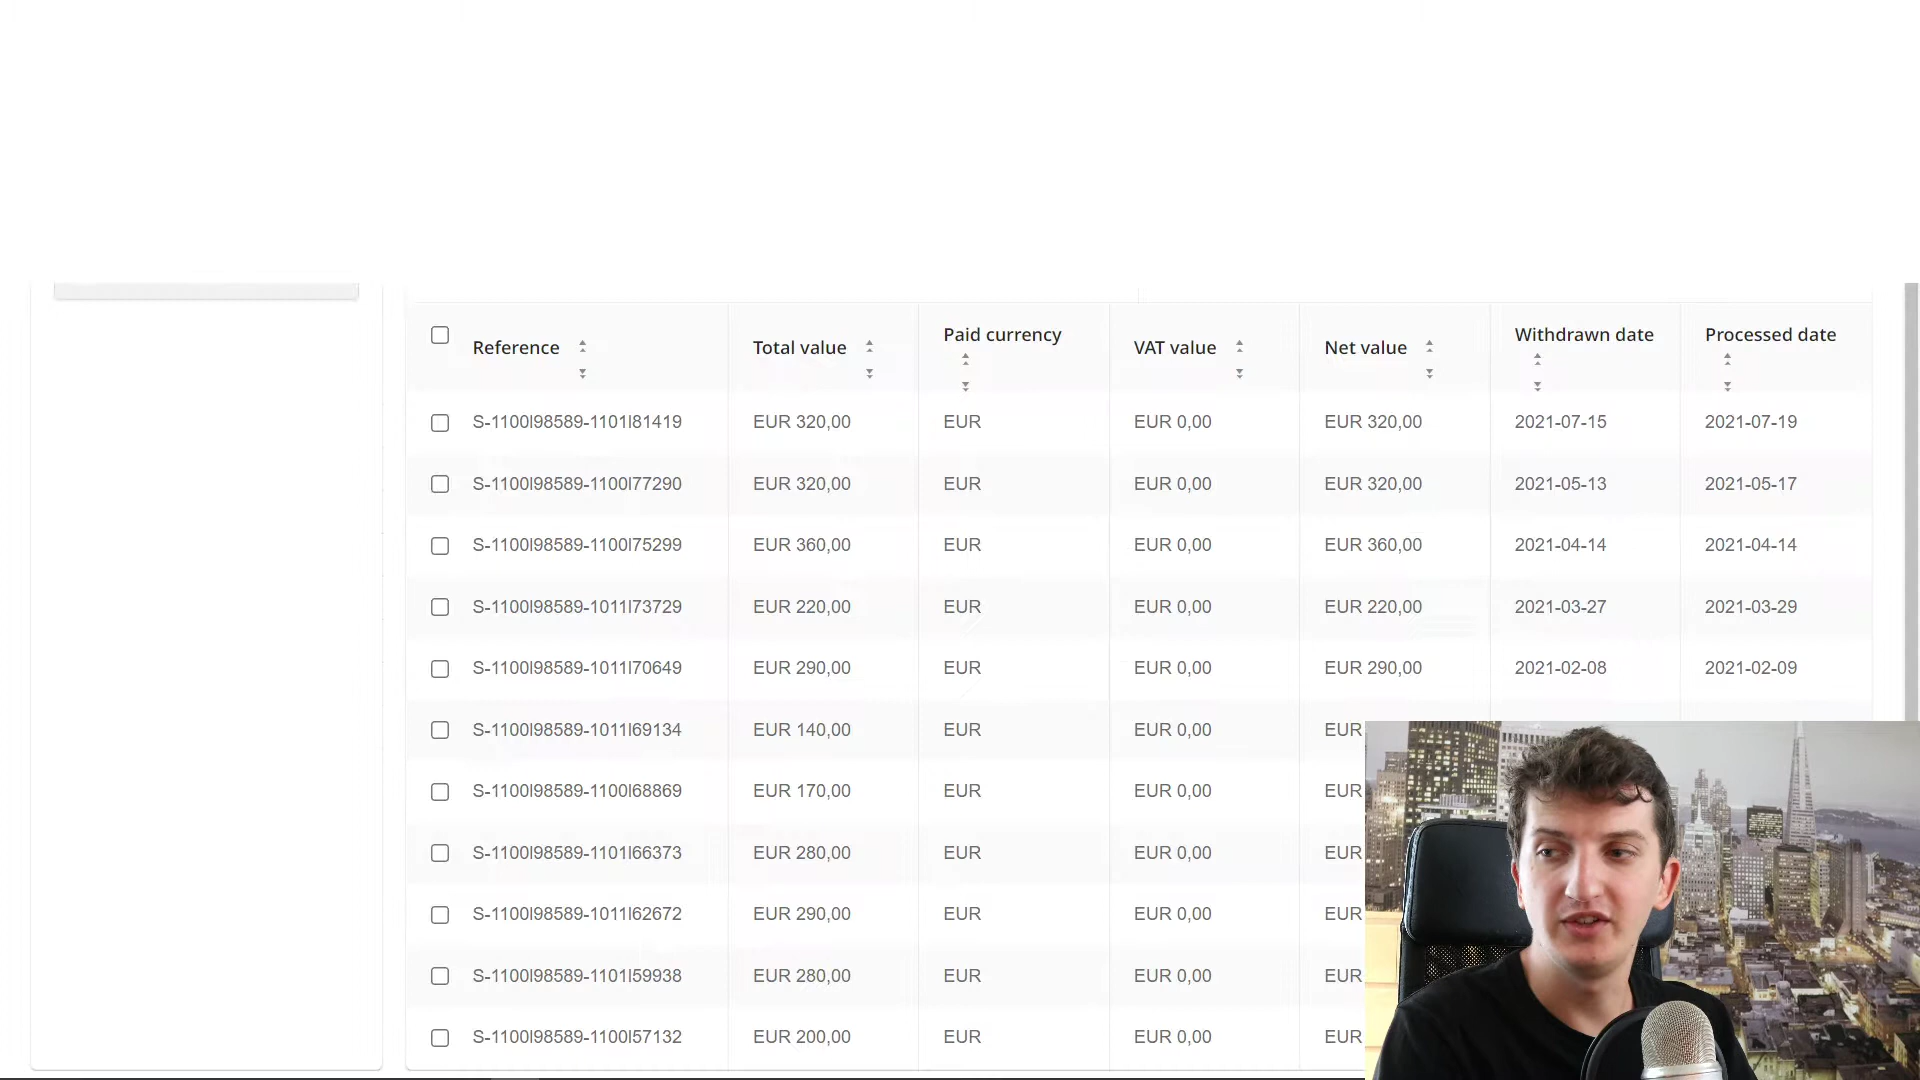 Reference Total value Paid currency VAT value Net value Withdrawn date Processed date
S-1100I98589-1101I81419 EUR 320,00 EUR EUR 0,00 EUR 320,00 2021-07-15 2021-07-19
S-1100I98589-1100I77290 EUR 320,00 EUR EUR 0,00 EUR 320,00 2021-05-13 2021-05-17
S-1100I98589-1100I75299 EUR 360,00 EUR EUR 0,00 EUR 360,00 2021-04-14 2021-04-14
S-1100I98589-1011I73729 EUR 220,00 EUR EUR 0,00 EUR 220,00 2021-03-27 2021-03-29
S-1100I98589-1011I70649 EUR 290,00 EUR EUR 0,00 EUR 290,00 2021-02-08 2021-02-09
S-1100I98589-1011I69134 EUR 140,00 EUR EUR 0,00 EUR
S-1100I98589-1100I68869 EUR 170,00 EUR EUR 0,00 EUR
S-1100I98589-1101I66373 EUR 280,00 EUR EUR 0,00 EUR
S-1100I98589-1011I62672 EUR 290,00 EUR EUR 0,00 EUR
S-1100I98589-1101I59938 EUR 280,00 EUR EUR 0,00 EUR
S-1100I98589-1100I57132 EUR 200,00 EUR EUR 0,00 EUR